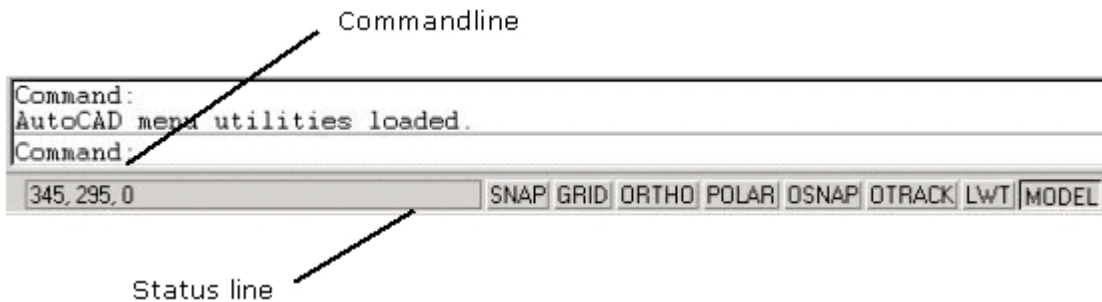 Commandline
Command:
AutoCAD menu utilities loaded.
Command:
345, 295, 0 SNAP GRID ORTHO POLAR OSNAP OTRACK LWT MODEL
Status line